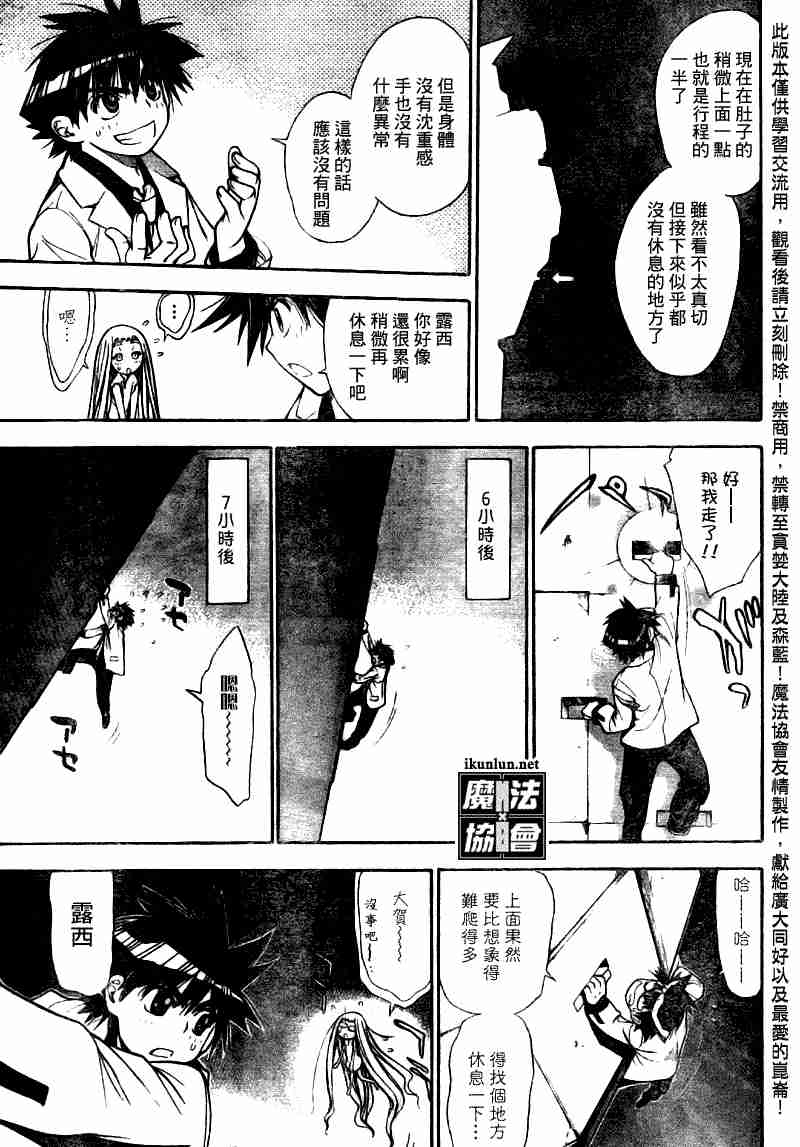 現在在肚子的
稍微上面一點
也就是行程的
一半了
雖然看不太真切
但接下來似乎都
沒有休息的地方了
但是身體
沒有沈重感
手也沒有
什麼異常
這樣的話
應該沒有問題
露西
你好像
還很累啊
稍微再
休息一下吧
…
嗯…
好——
那我走了!!
6小時後
7小時後
嗯嗯~~~
アセ
アセ
ikunlun.net
魔法
協會
哈——哈——
上面果然
要比想象得
難爬得多
得找個地方
休息一下…
大賀~~
沒事吧~~
露西
此版本僅供學習交流用，觀看後請立刻刪除！禁商用，禁轉至貪婪大陸及森藍！魔法協會友情製作，獻給廣大同好以及最愛的崑崙！